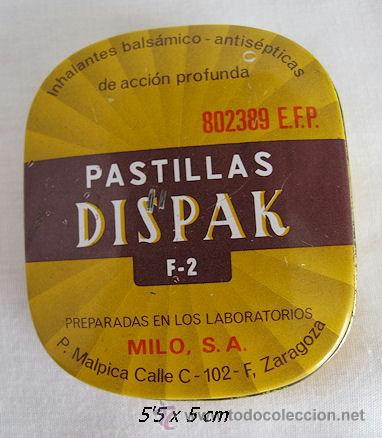 Inhalantes balsámico - antisépticas
de acción profunda
802389 E.F.P.
PASTILLAS
DISPAK
F-2
PREPARADAS EN LOS LABORATORIOS
MILO, S. A.
P. Malpica Calle C - 102 - F, Zaragoza
5'5 x 5 cm
www.todocoleccion.net